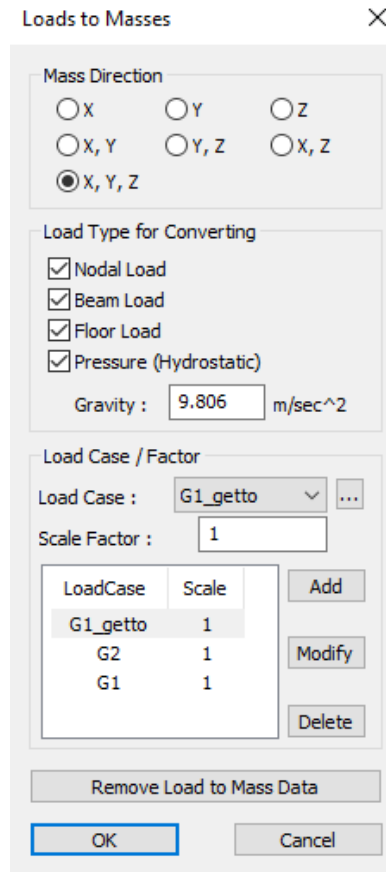 Loads to Masses
Mass Direction
X Y Z
X, Y Y, Z X, Z
X, Y, Z
Load Type for Converting
Nodal Load
Beam Load
Floor Load
Pressure (Hydrostatic)
Gravity : 9.806 m/sec^2
Load Case / Factor
Load Case : G1_getto ...
Scale Factor : 1
LoadCase Scale Add
G1_getto 1
G2 1 Modify
G1 1
Delete
Remove Load to Mass Data
OK Cancel